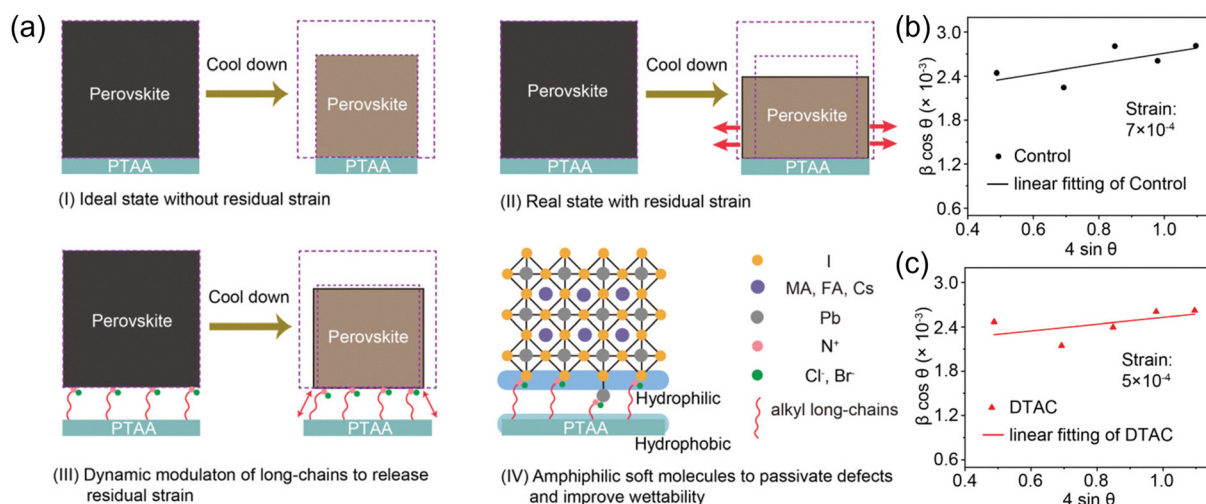 (a)
Perovskite
Cool down
Perovskite
PTAA
PTAA
(I) Ideal state without residual strain
Perovskite
Cool down
Perovskite
PTAA
PTAA
(II) Real state with residual strain
Perovskite
Cool down
Perovskite
PTAA
PTAA
(III) Dynamic modulaton of long-chains to release
residual strain
I
MA, FA, Cs
Pb
N⁺
Cl⁻, Br⁻
alkyl long-chains
Hydrophilic
PTAA
Hydrophobic
(IV) Amphiphilic soft molecules to passivate defects
and improve wettability
(b)
β cos θ (× 10⁻³)
3.0
2.4
1.8
1.2
0.6
Strain:
7×10⁻⁴
Control
linear fitting of Control
0.4 0.6 0.8 1.0
4 sin θ
(c)
β cos θ (× 10⁻³)
3.0
2.4
1.8
1.2
0.6
Strain:
5×10⁻⁴
DTAC
linear fitting of DTAC
0.4 0.6 0.8 1.0
4 sin θ